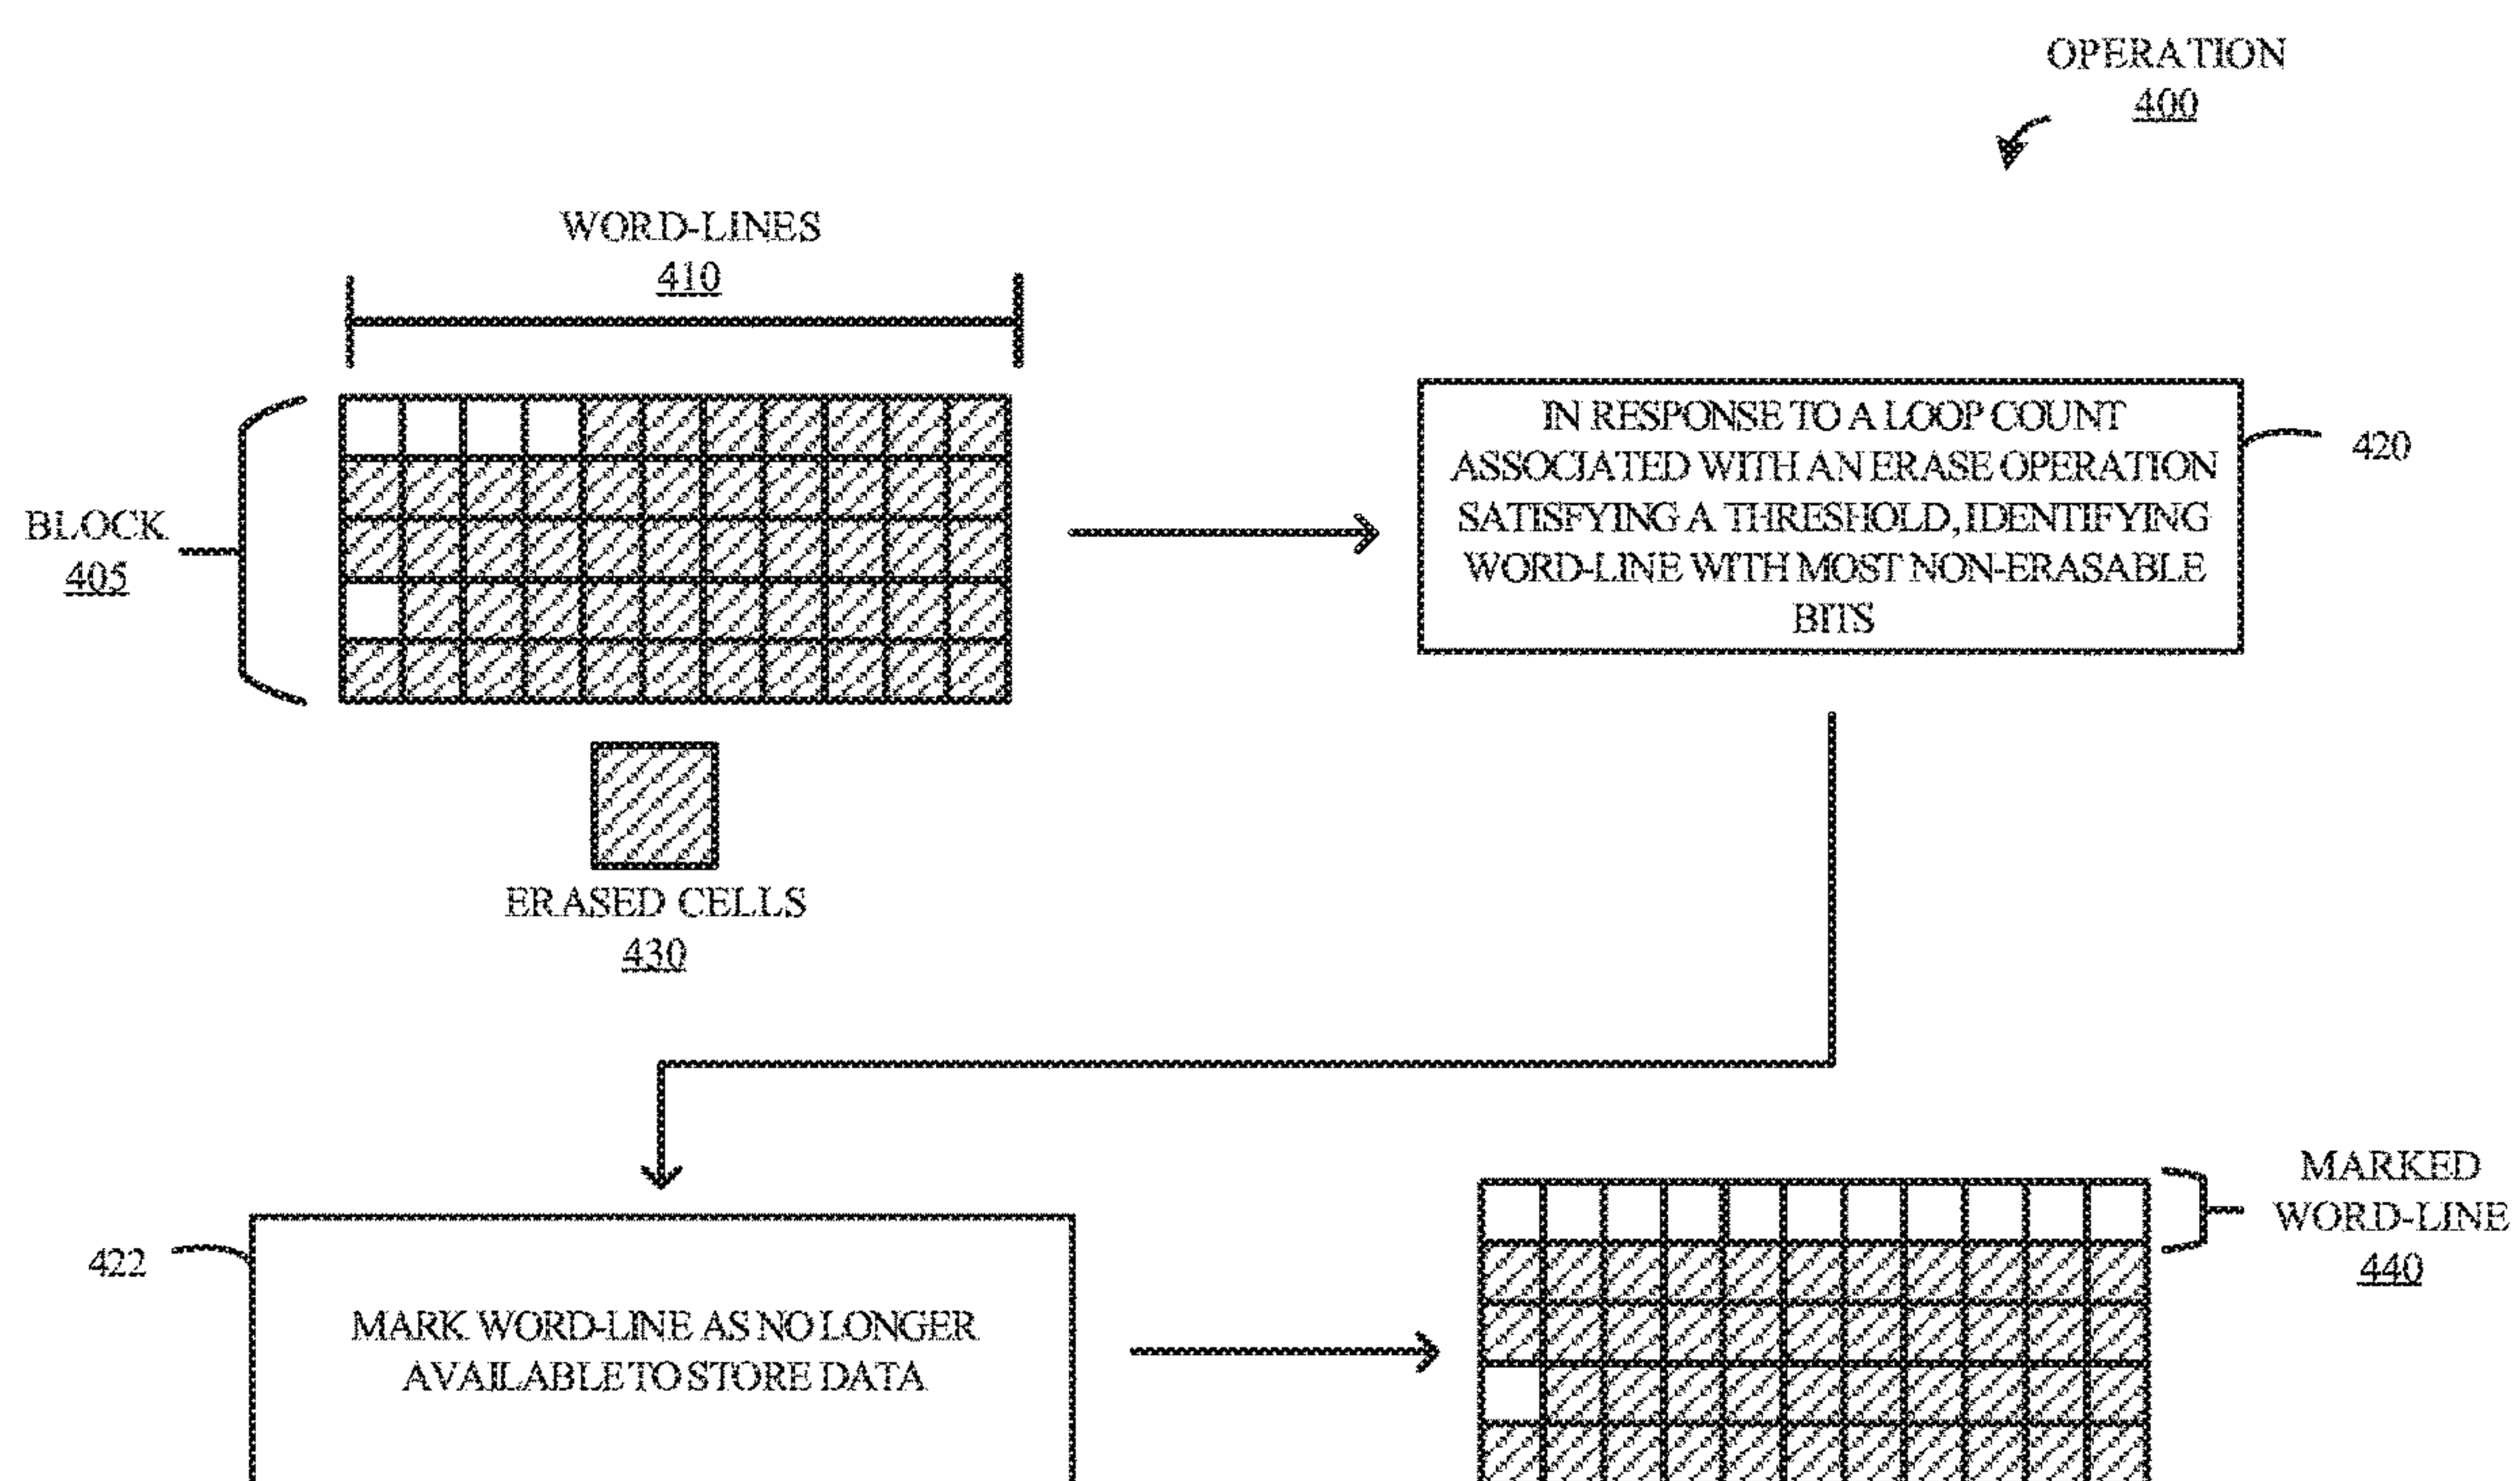 OPERATION
400
WORD-LINES
410
BLOCK
405
IN RESPONSE TO A LOOP COUNT
ASSOCIATED WITH AN ERASE OPERATION
SATISFYING A THRESHOLD, IDENTIFYING
WORD-LINE WITH MOST NON-ERASABLE
BITS
420
ERASED CELLS
430
422
MARK WORD-LINE AS NO LONGER
AVAILABLE TO STORE DATA
MARKED
WORD-LINE
440